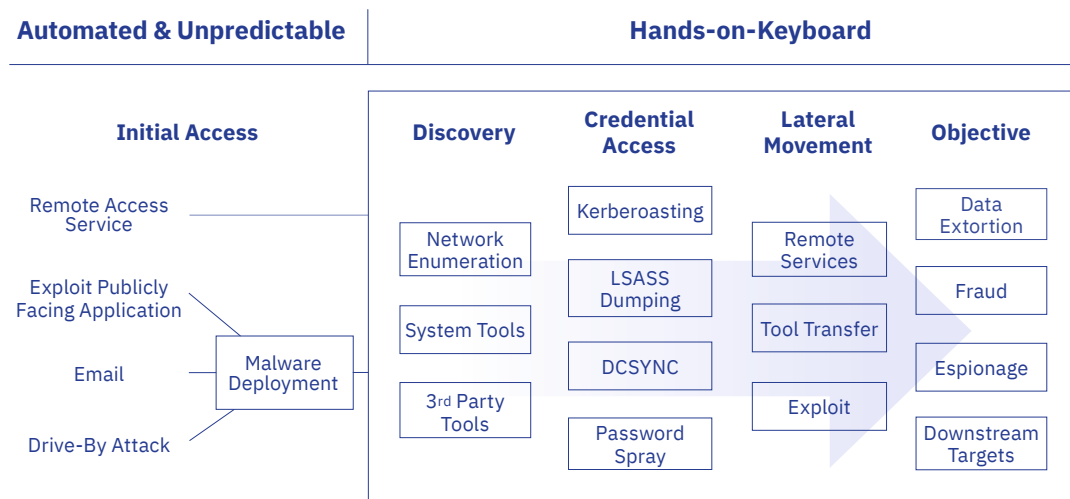 Automated & Unpredictable
Hands-on-Keyboard
Initial Access
Remote Access
Service
Exploit Publicly
Facing Application
Email
Drive-By Attack
Malware
Deployment
Discovery
Network
Enumeration
System Tools
3rd Party
Tools
Credential
Access
Kerberoasting
LSASS
Dumping
DCSYNC
Password
Spray
Lateral
Movement
Remote
Services
Tool Transfer
Exploit
Objective
Data
Extortion
Fraud
Espionage
Downstream
Targets